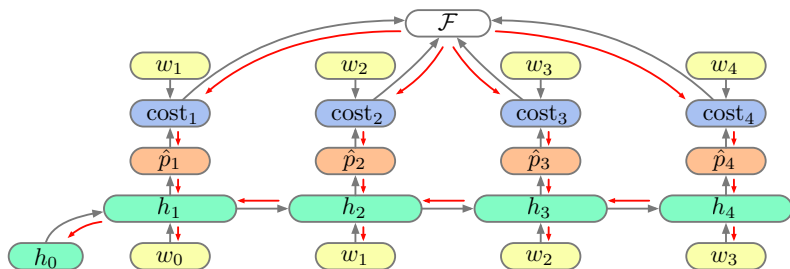 ℱ
w₁ w₂ w₃ w₄
cost₁ cost₂ cost₃ cost₄
p̂₁ p̂₂ p̂₃ p̂₄
h₁ h₂ h₃ h₄
h₀ w₀ w₁ w₂ w₃